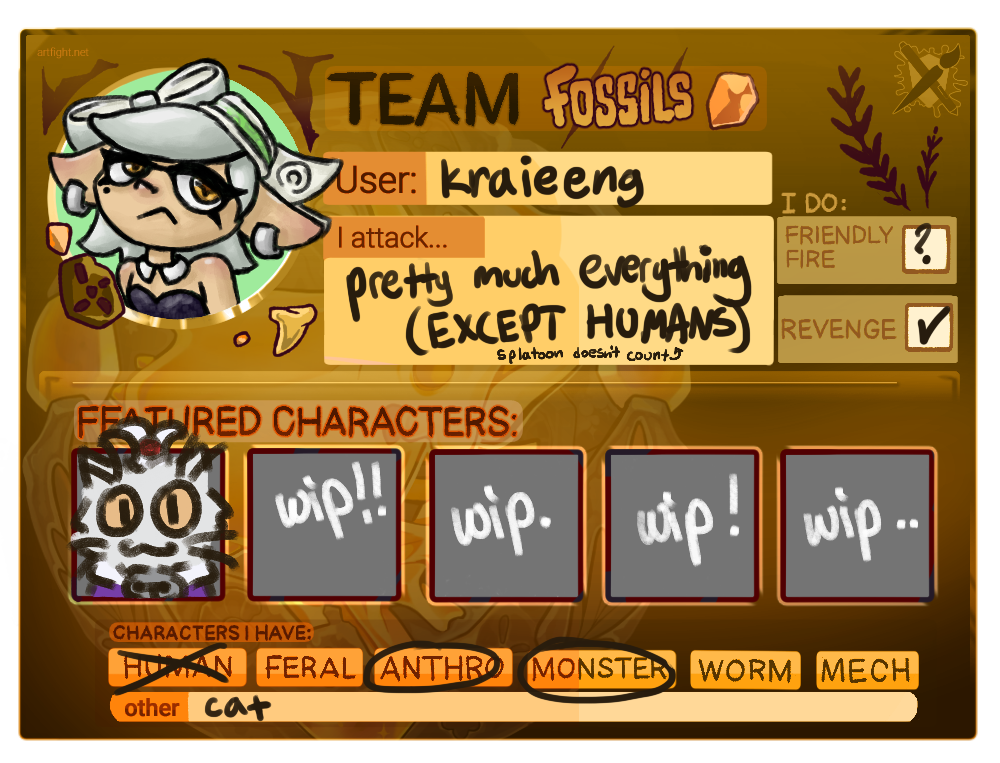 artfight.net
TEAM FOSSILS
User: kraieeng
I attack...
pretty much everything
(EXCEPT HUMANS)
splatoon doesn't count
I DO:
FRIENDLY
FIRE ?
REVENGE ✓
FEATURED CHARACTERS:
wip!! wip. wip! wip..
CHARACTERS I HAVE:
HUMAN FERAL ANTHRO MONSTER WORM MECH
other cat